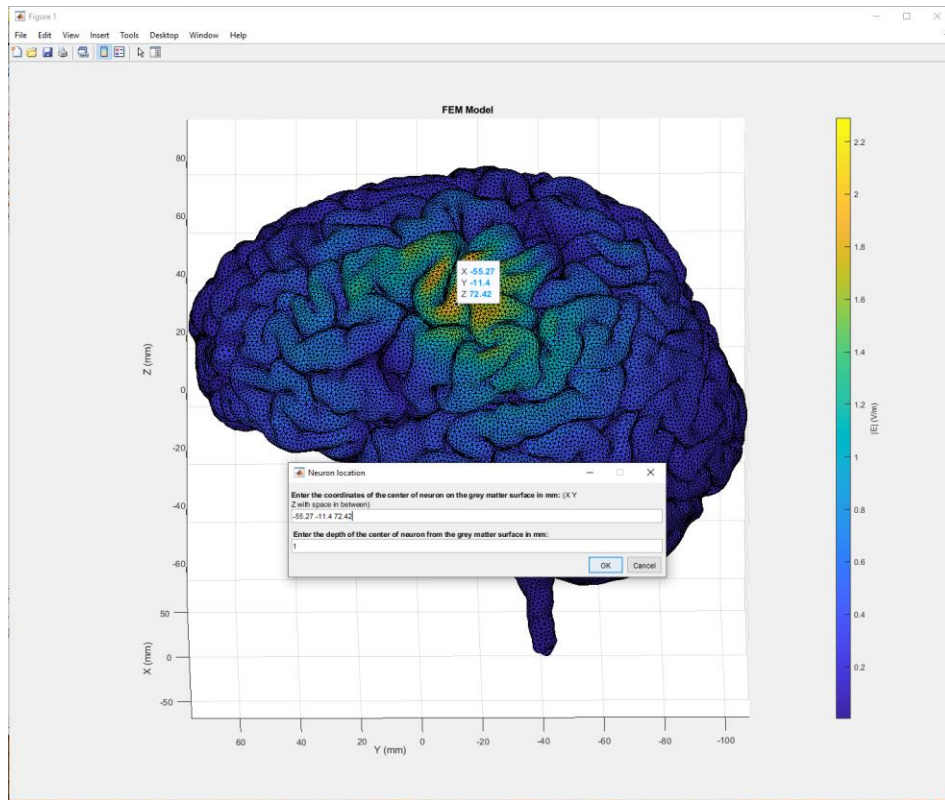 Figure 1
File Edit View Insert Tools Desktop Window Help
FEM Model
80
60
40
20
0
-20
-40
-60
Z (mm)
50
0
-50
X (mm)
60 40 20 0 -20 -40 -60 -80 -100
Y (mm)
X -55.27
Y -11.4
Z 72.42
2.2
2
1.8
1.6
1.4
1.2
1
0.8
0.6
0.4
0.2
|E| (V/m)
Neuron location
Enter the coordinates of the center of neuron on the grey matter surface in mm: (X Y
Z with space in between)
-55.27 -11.4 72.42
Enter the depth of the center of neuron from the grey matter surface in mm:
1
OK Cancel